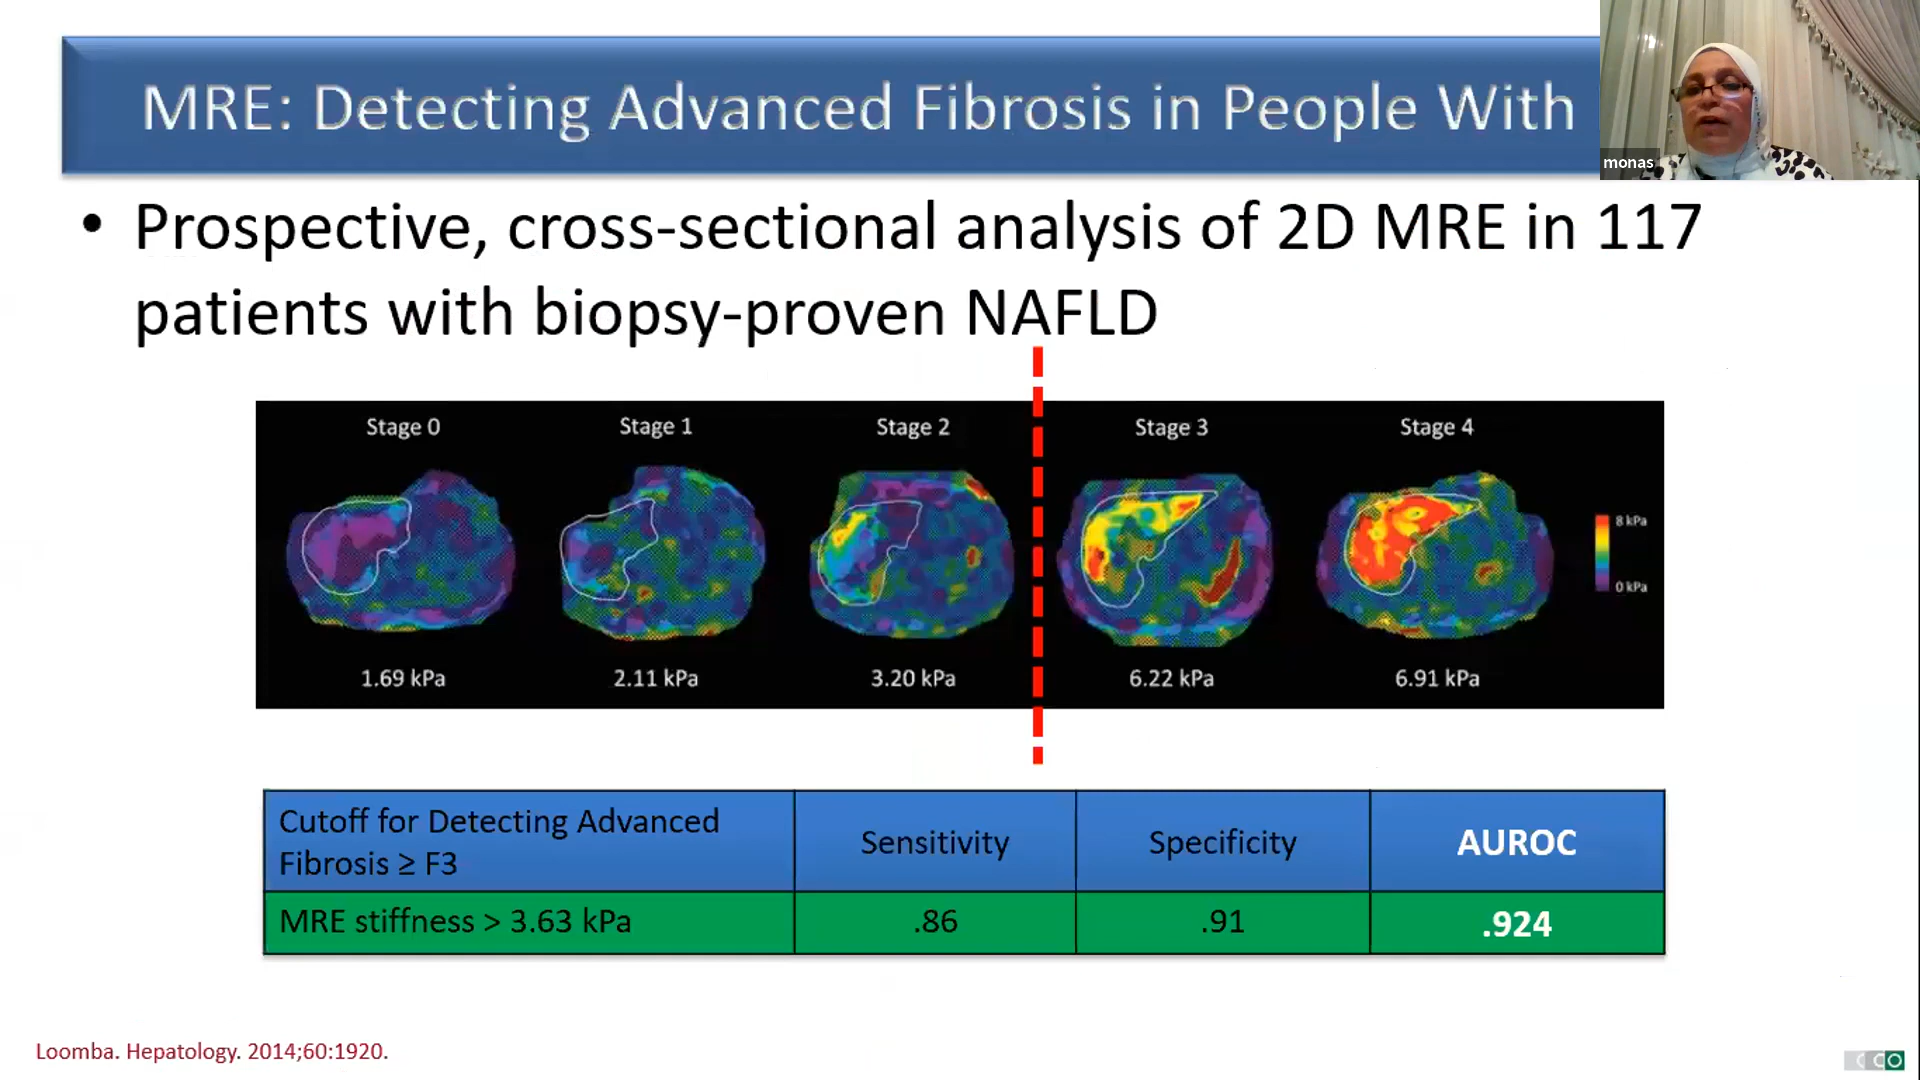 MRE: Detecting Advanced Fibrosis in People With
monas
• Prospective, cross-sectional analysis of 2D MRE in 117
patients with biopsy-proven NAFLD
Stage 0 Stage 1 Stage 2 Stage 3 Stage 4
8 kPa
0 kPa
1.69 kPa 2.11 kPa 3.20 kPa 6.22 kPa 6.91 kPa
Cutoff for Detecting Advanced
Fibrosis ≥ F3
Sensitivity
Specificity
AUROC
MRE stiffness > 3.63 kPa
.86
.91
.924
Loomba. Hepatology. 2014;60:1920.
CCO